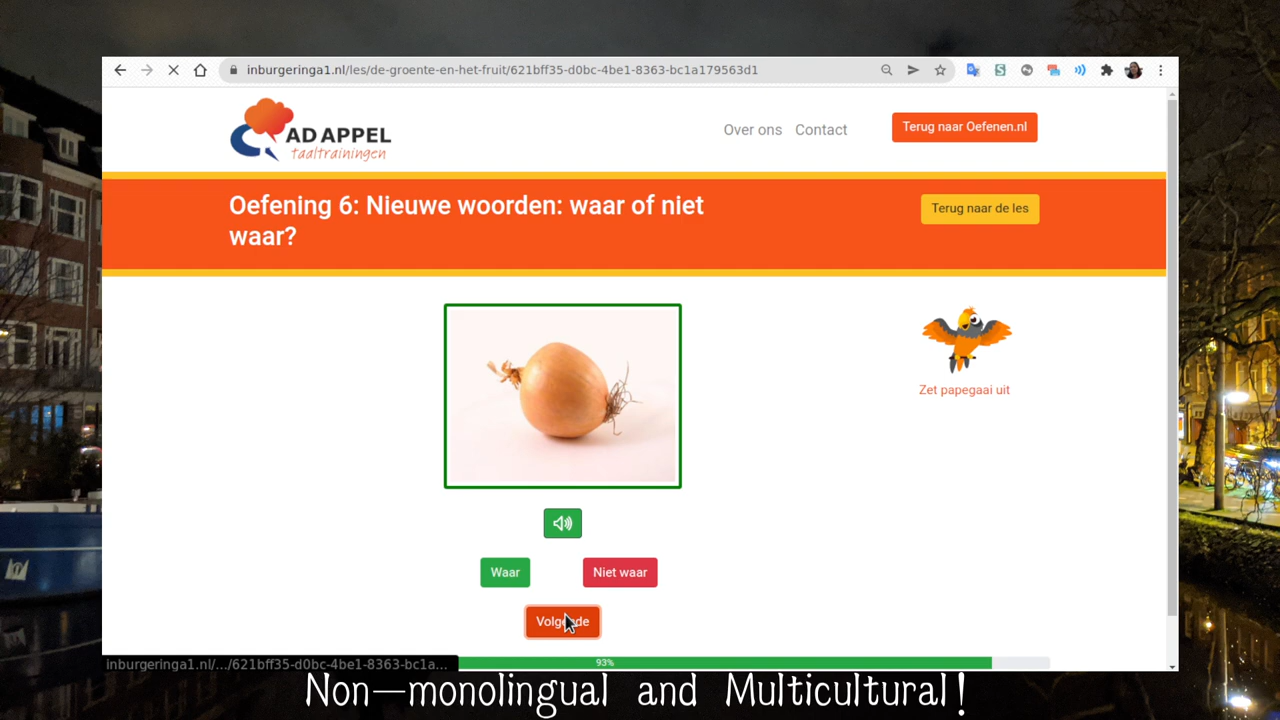 inburgeringa1.nl/les/de-groente-en-het-fruit/621bff35-d0bc-4be1-8363-bc1a179563d1
AD APPEL
taaltrainingen
Over ons
Contact
Terug naar Oefenen.nl
Oefening 6: Nieuwe woorden: waar of niet
waar?
Terug naar de les
Zet papegaai uit
Waar
Niet waar
Volgende
inburgeringa1.nl/.../621bff35-d0bc-4be1-8363-bc1a...
93%
Non-monolingual and Multicultural!